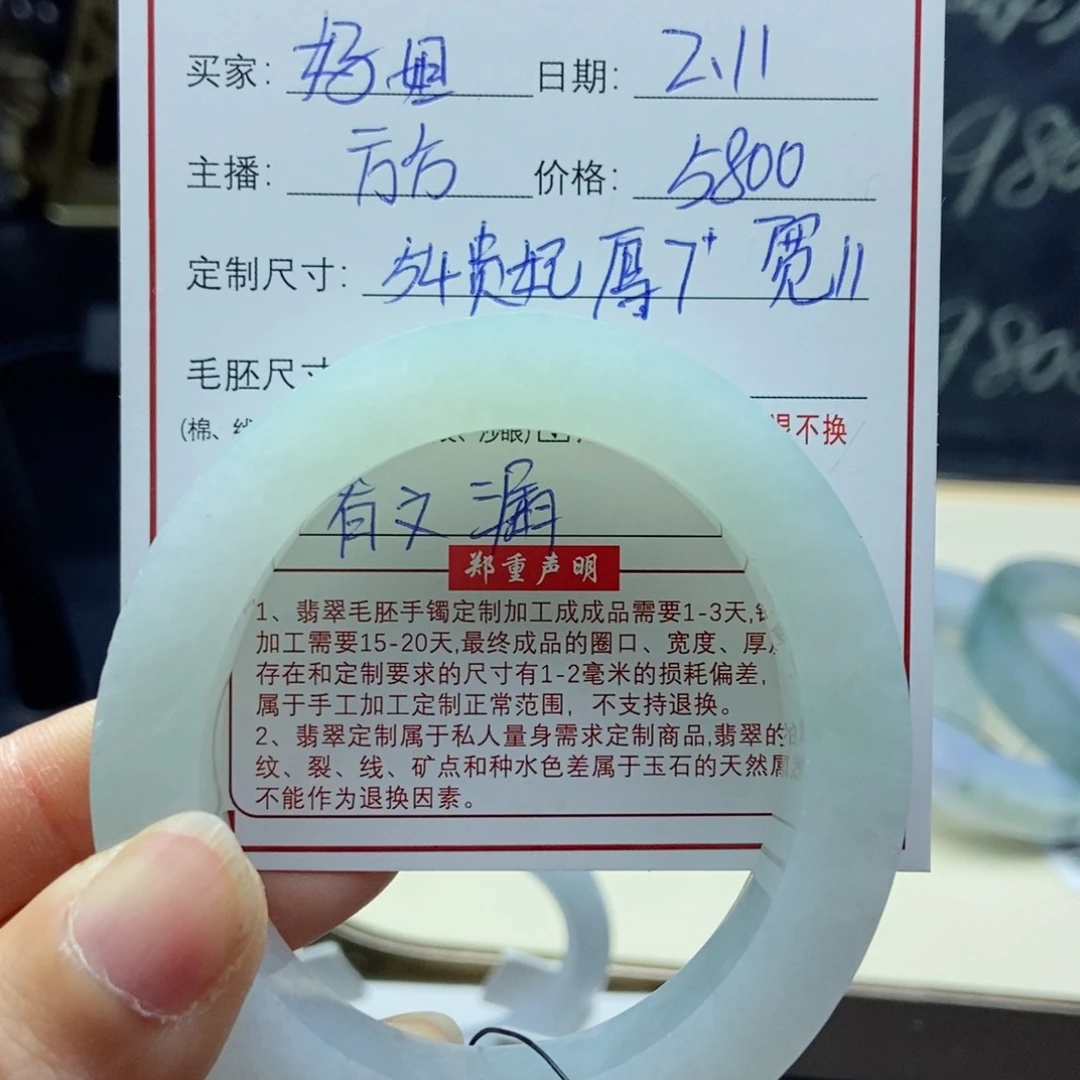 买家: 好姐 日期: 2.11
主播: 方方 价格: 5800
定制尺寸: 54贵妃 厚7+ 宽11
毛胚尺寸
(棉、 退不换
有文
郑重声明
1、翡翠毛胚手镯定制加工成成品需要1-3天,
加工需要15-20天,最终成品的圈口、宽度、厚
存在和定制要求的尺寸有1-2毫米的损耗偏差,
属于手工加工定制正常范围，不支持退换。
2、翡翠定制属于私人量身需求定制商品,翡翠的
纹、裂、线、矿点和种水色差属于玉石的天然属
不能作为退换因素。
980
980